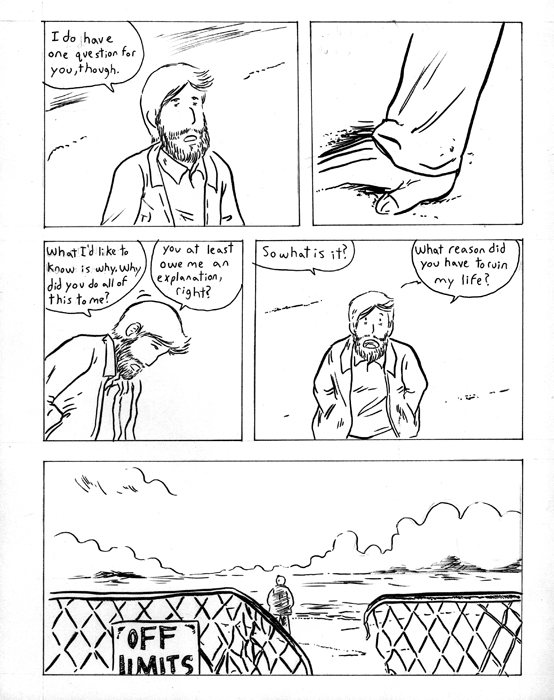 I do have
one question for
you, though.
What I'd like to
know is why. Why
did you do all of
this to me?
you at least
owe me an
explanation,
right?
So what is it?
What reason did
you have to ruin
my life?
OFF
LIMITS